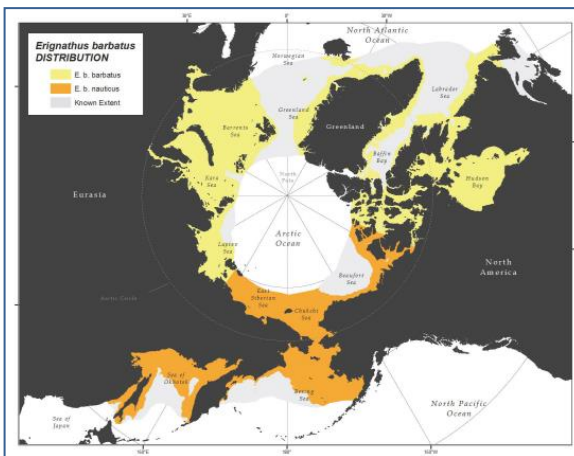 Erignathus barbatus
DISTRIBUTION
E. b. barbatus
E. b. nauticus
Known Extent
North Atlantic
Ocean
Norwegian
Sea
Greenland
Sea
Greenland
Labrador
Sea
Barents
Sea
Baffin
Bay
Hudson
Bay
Kara
Sea
North
Pole
Eurasia
Arctic
Ocean
Laptev
Sea
North
America
Beaufort
Sea
East
Siberian
Sea
Chukchi
Sea
Arctic Circle
Sea of
Okhotsk
Bering
Sea
North Pacific
Ocean
Sea of
Japan
180°